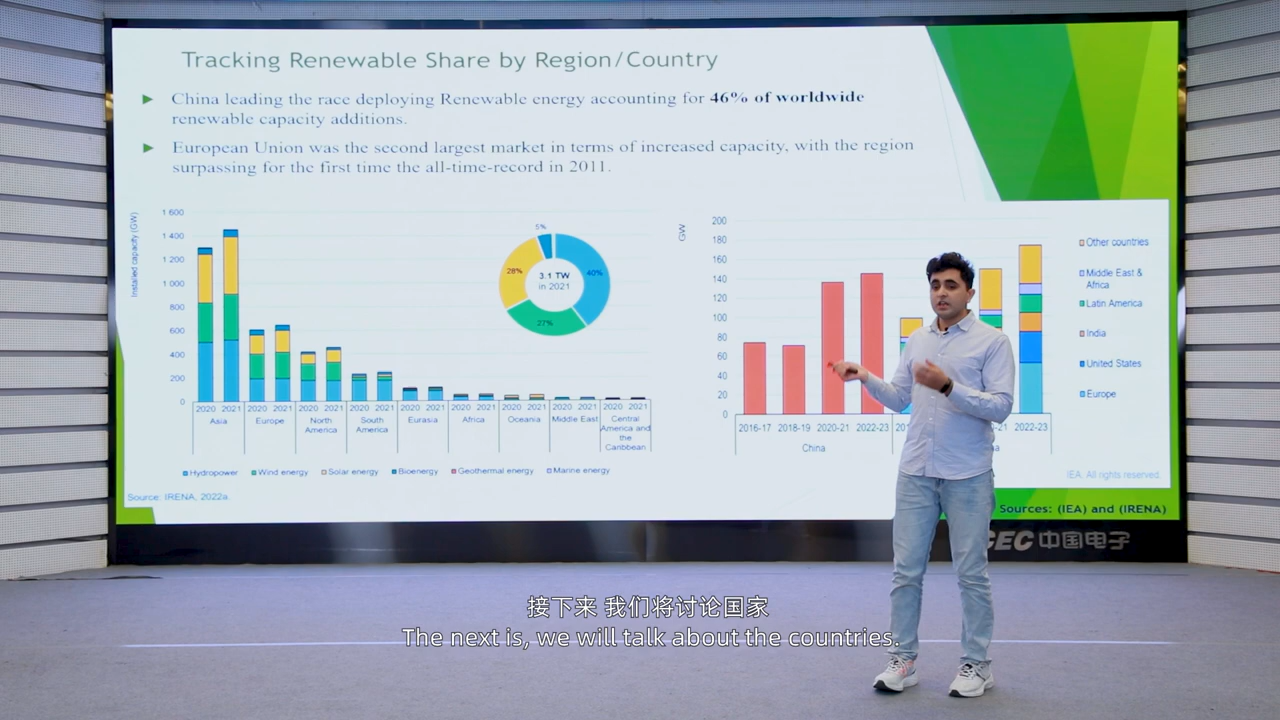 Tracking Renewable Share by Region/Country
China leading the race deploying Renewable energy accounting for 46% of worldwide
renewable capacity additions.
European Union was the second largest market in terms of increased capacity, with the region
surpassing for the first time the all-time-record in 2011.
Installed capacity (GW)
1 600
1 400
1 200
1 000
800
600
400
200
0
2020 2021 2020 2021 2020 2021 2020 2021 2020 2021 2020 2021 2020 2021 2020 2021 2020 2021
Asia Europe North America South America Eurasia Africa Oceania Middle East Central America and the Caribbean
Hydropower Wind energy Solar energy Bioenergy Geothermal energy Marine energy
Source: IRENA, 2022a.
5%
28%
40%
27%
3.1 TW
in 2021
GW
200
180
160
140
120
100
80
60
40
20
0
2016-17 2018-19 2020-21 2022-23 2022-23
China
Other countries
Middle East &
Africa
Latin America
India
United States
Europe
IEA. All rights reserved.
Sources: (IEA) and (IRENA)
CEC 中国电子
接下来 我们将讨论国家
The next is, we will talk about the countries.